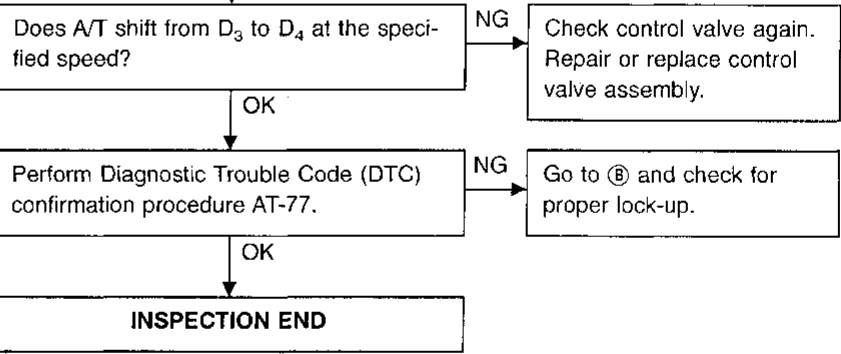 Does A/T shift from D₃ to D₄ at the speci-
fied speed?
NG
Check control valve again.
Repair or replace control
valve assembly.
OK
Perform Diagnostic Trouble Code (DTC)
confirmation procedure AT-77.
NG
Go to Ⓑ and check for
proper lock-up.
OK
INSPECTION END